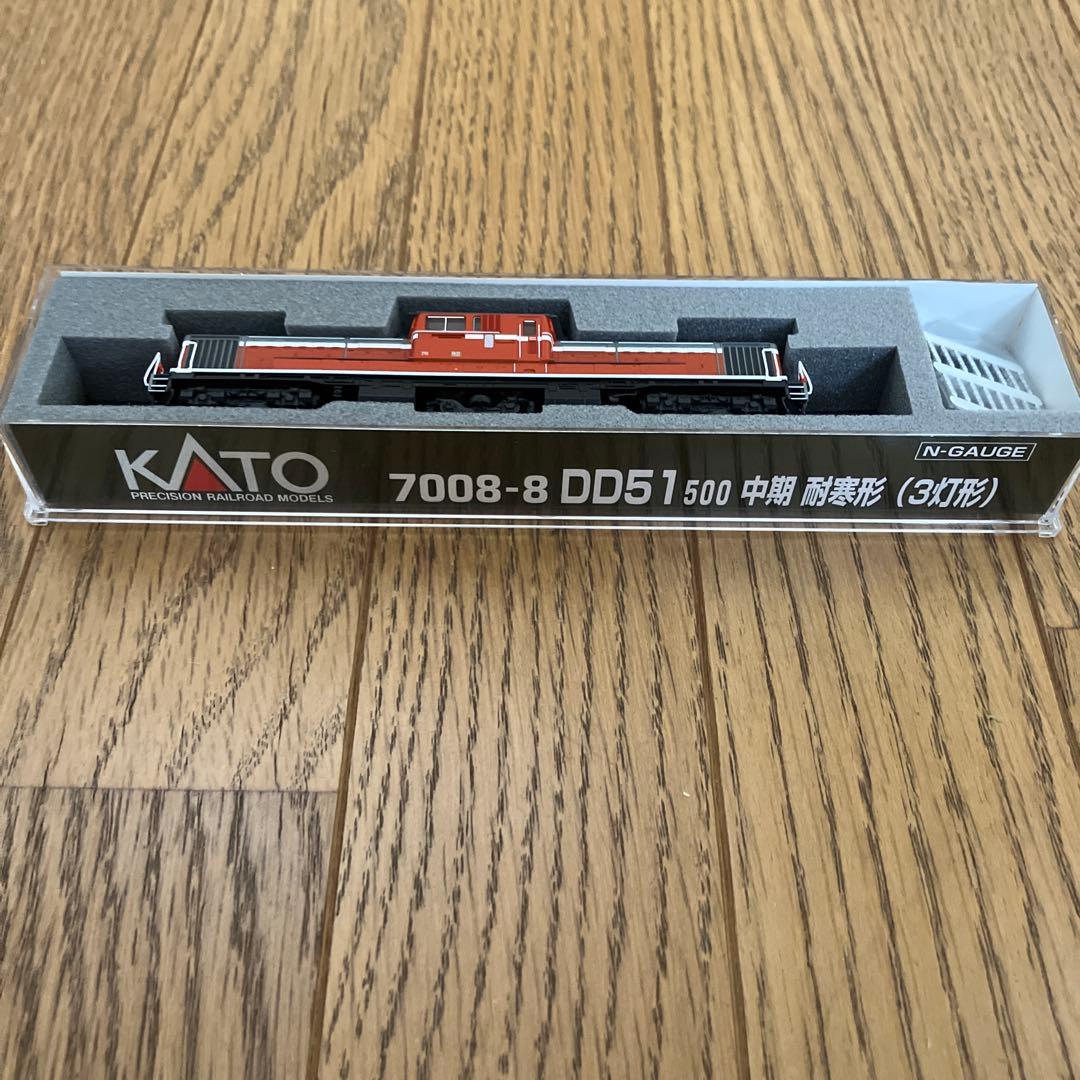 KATO
PRECISION RAILROAD MODELS
7008-8 DD51 500 中期 耐寒形 (3灯形)
N-GAUGE